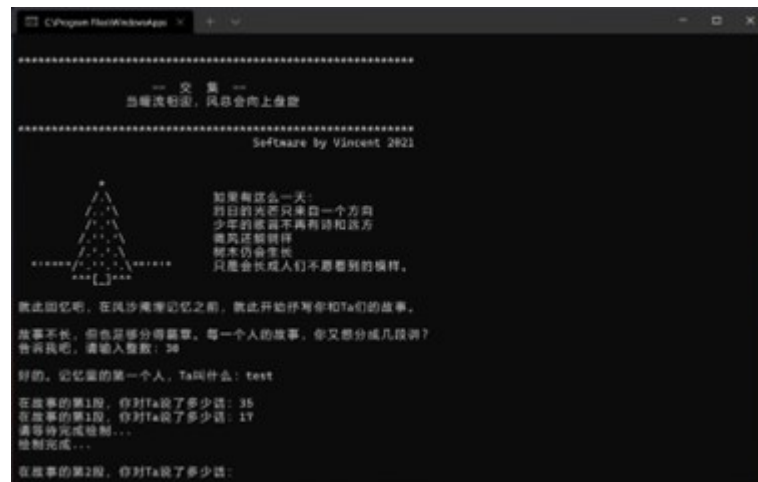 C:\Program Files\WindowsApps
************************************************************
-- 交 集 --
当暖流相逆，风总会向上盘旋
************************************************************
Software by Vincent 2021
如果有这么一天：
烈日的光芒只来自一个方向
少年的歌谣不再有诗和远方
微风还能徜徉
树木仍会生长
只是会长成人们不愿看到的模样。
就此回忆吧，在风沙掩埋记忆之前，就此开始抒写你和Ta们的故事。
故事不长，但也足够分得篇章。每一个人的故事，你又想分成几段讲？
告诉我吧，请输入整数：30
好的。记忆里的第一个人，Ta叫什么：test
在故事的第1段，你对Ta说了多少话：35
在故事的第1段，你对Ta说了多少话：17
请等待完成绘制...
绘制完成...
在故事的第2段，你对Ta说了多少话：